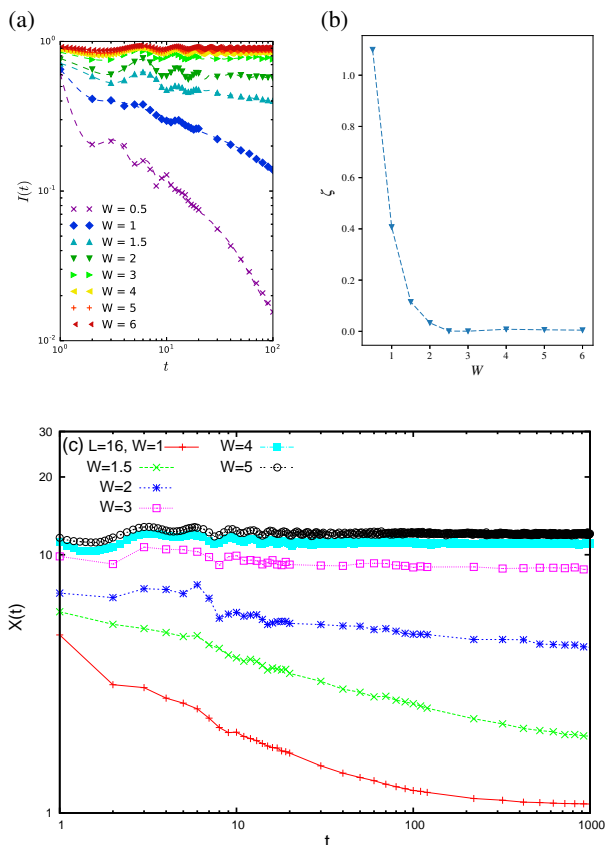 (a)
10⁰
10⁻¹
10⁻²
I(t)
W = 0.5
W = 1
W = 1.5
W = 2
W = 3
W = 4
W = 5
W = 6
10⁰ 10¹ 10²
t
(b)
1.0
0.8
0.6
0.4
0.2
0.0
ζ
1 2 3 4 5 6
W
(c) L=16, W=1 W=4
W=1.5 W=5
W=2
W=3
30
20
10
1
X(t)
1 10 100 1000
t